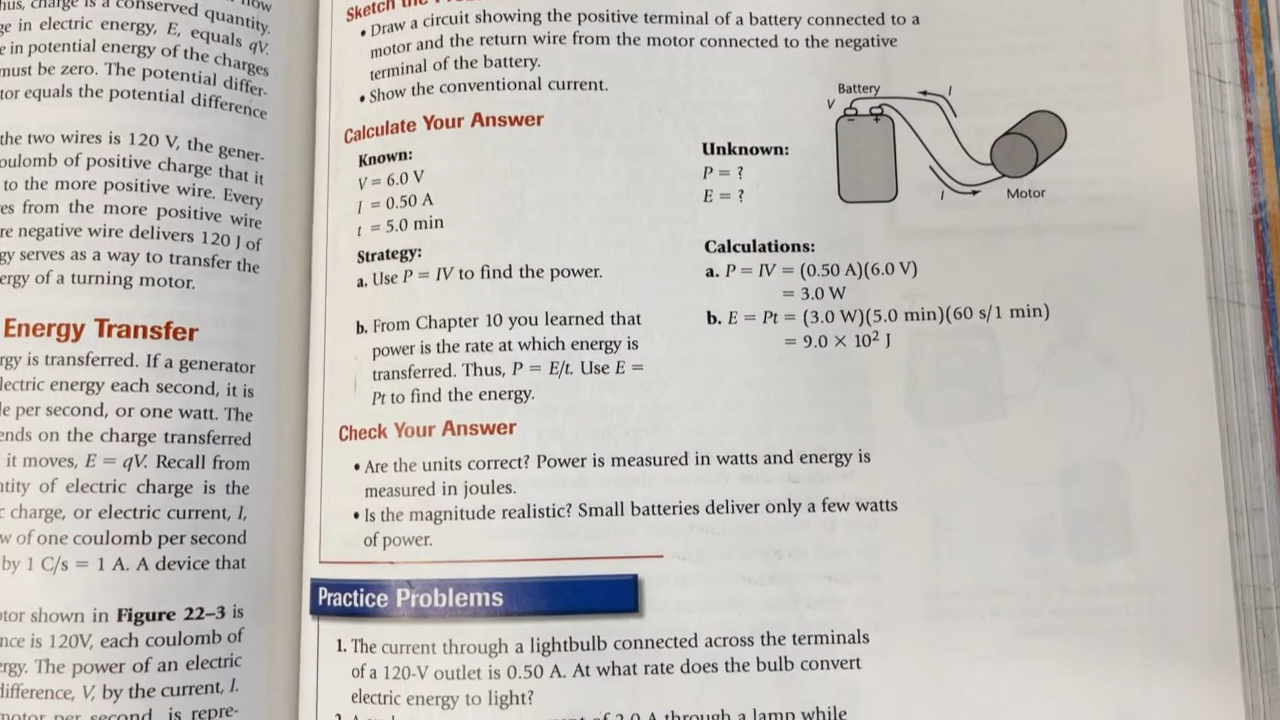 hus, charge is a conserved quantity.
ge in electric energy, E, equals qV.
e in potential energy of the charges
must be zero. The potential differ-
tor equals the potential difference
the two wires is 120 V, the gener-
oulomb of positive charge that it
to the more positive wire. Every
es from the more positive wire
re negative wire delivers 120 J of
gy serves as a way to transfer the
ergy of a turning motor.
Energy Transfer
rgy is transferred. If a generator
lectric energy each second, it is
le per second, or one watt. The
ends on the charge transferred
it moves, E = qV. Recall from
ntity of electric charge is the
c charge, or electric current, I,
w of one coulomb per second
by 1 C/s = 1 A. A device that
otor shown in Figure 22–3 is
nce is 120V, each coulomb of
ergy. The power of an electric
difference, V, by the current, I.
motor per second is repre-
Sketch
• Draw a circuit showing the positive terminal of a battery connected to a
motor and the return wire from the motor connected to the negative
terminal of the battery.
• Show the conventional current.
Battery
V
I
− +
I
Motor
Calculate Your Answer
Known:
V = 6.0 V
I = 0.50 A
t = 5.0 min
Unknown:
P = ?
E = ?
Strategy:
a. Use P = IV to find the power.
b. From Chapter 10 you learned that
power is the rate at which energy is
transferred. Thus, P = E/t. Use E =
Pt to find the energy.
Calculations:
a. P = IV = (0.50 A)(6.0 V)
= 3.0 W
b. E = Pt = (3.0 W)(5.0 min)(60 s/1 min)
= 9.0 × 10² J
Check Your Answer
• Are the units correct? Power is measured in watts and energy is
measured in joules.
• Is the magnitude realistic? Small batteries deliver only a few watts
of power.
Practice Problems
1. The current through a lightbulb connected across the terminals
of a 120-V outlet is 0.50 A. At what rate does the bulb convert
electric energy to light?
2. A of 2.0 A through a lamp while